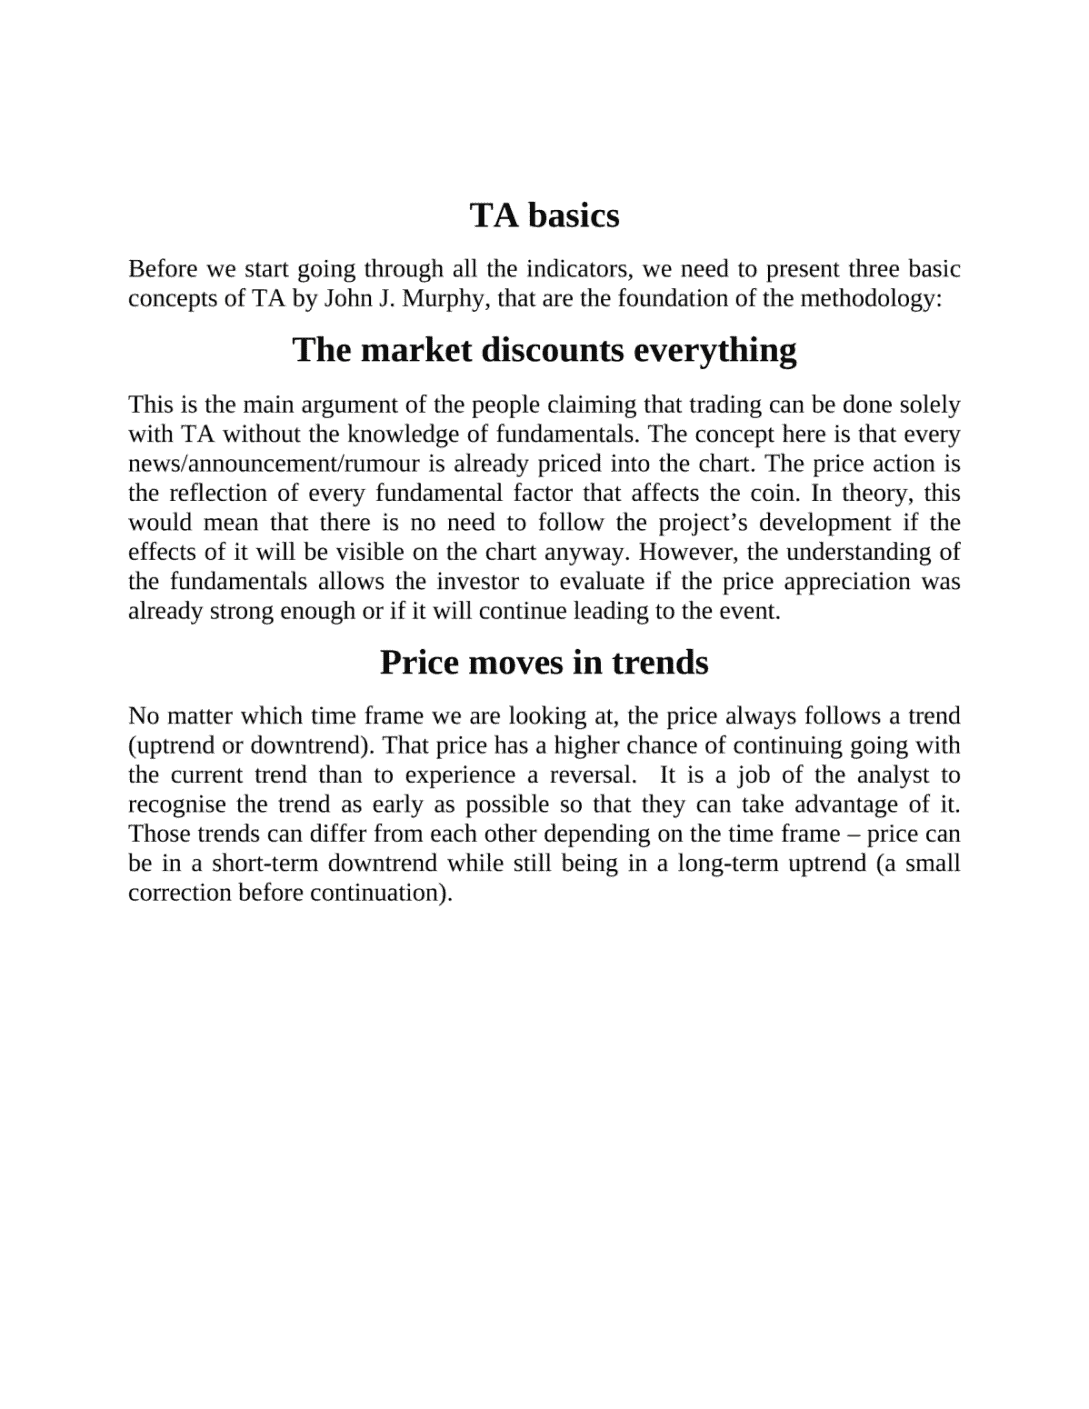 TA basics
Before we start going through all the indicators, we need to present three basic
concepts of TA by John J. Murphy, that are the foundation of the methodology:
The market discounts everything
This is the main argument of the people claiming that trading can be done solely
with TA without the knowledge of fundamentals. The concept here is that every
news/announcement/rumour is already priced into the chart. The price action is
the reflection of every fundamental factor that affects the coin. In theory, this
would mean that there is no need to follow the project’s development if the
effects of it will be visible on the chart anyway. However, the understanding of
the fundamentals allows the investor to evaluate if the price appreciation was
already strong enough or if it will continue leading to the event.
Price moves in trends
No matter which time frame we are looking at, the price always follows a trend
(uptrend or downtrend). That price has a higher chance of continuing going with
the current trend than to experience a reversal.  It is a job of the analyst to
recognise the trend as early as possible so that they can take advantage of it.
Those trends can differ from each other depending on the time frame – price can
be in a short-term downtrend while still being in a long-term uptrend (a small
correction before continuation).